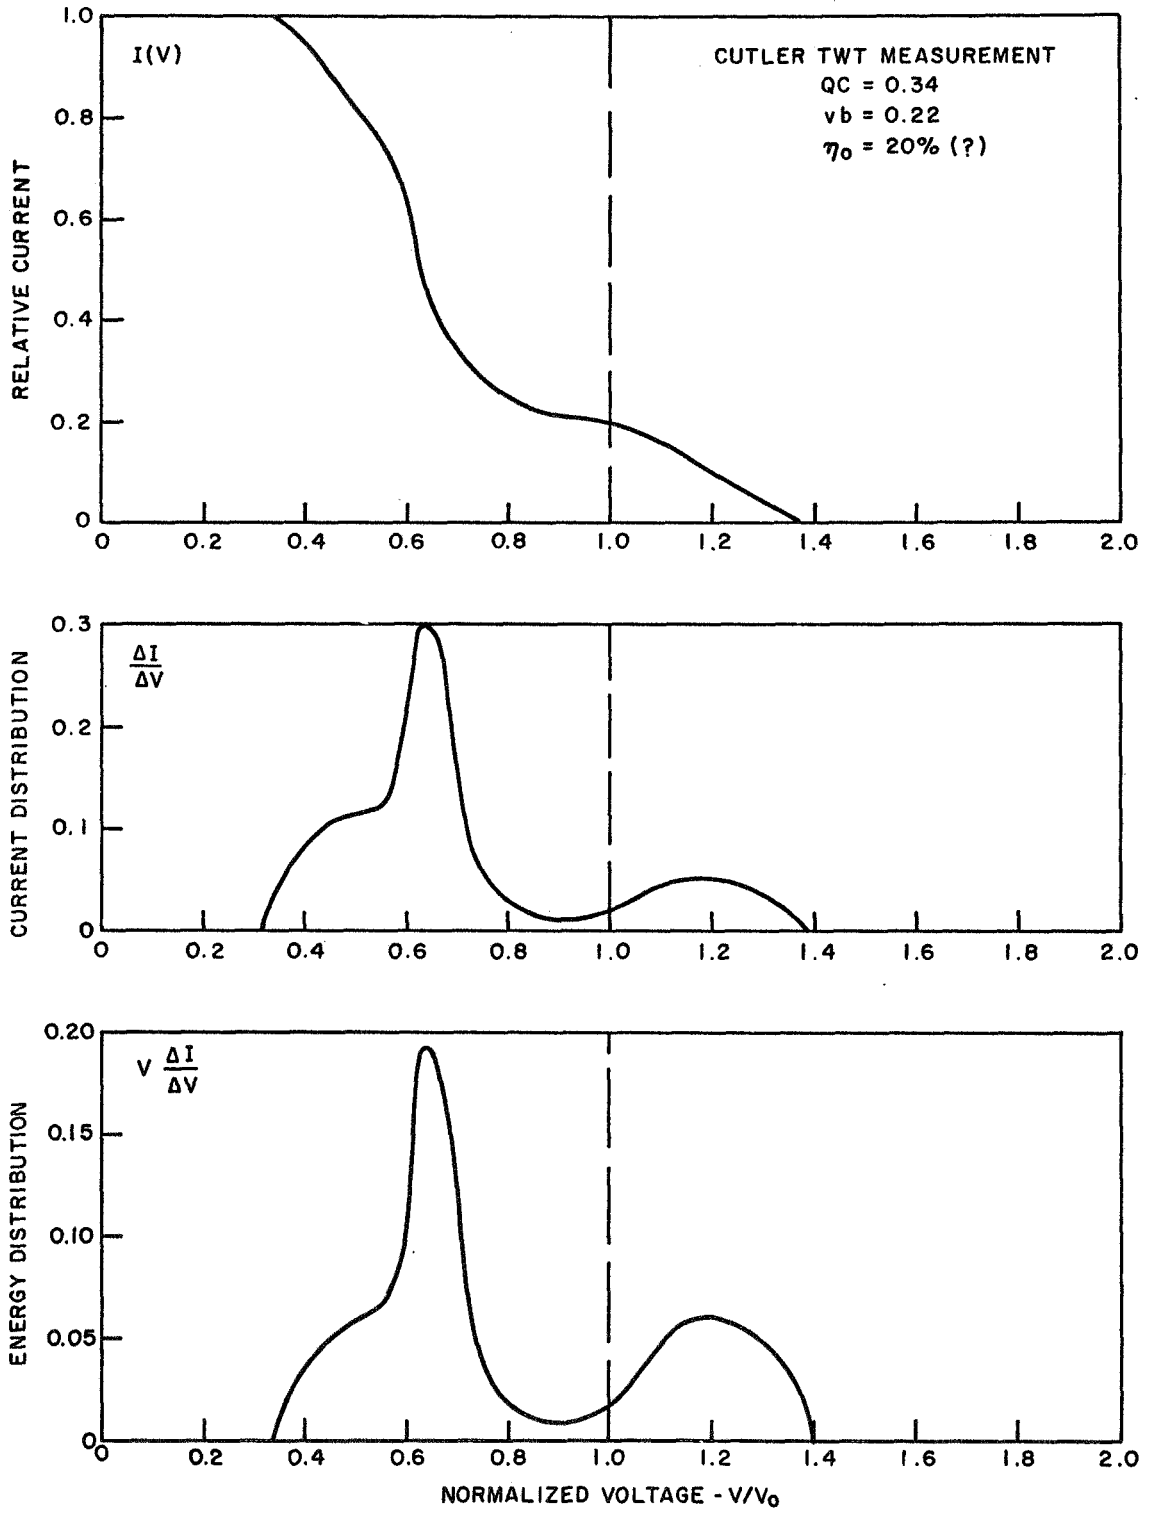 1.0
I(V)
CUTLER TWT MEASUREMENT
QC = 0.34
vb = 0.22
η₀ = 20% (?)
0.8
0.6
0.4
0.2
0
RELATIVE CURRENT
0 0.2 0.4 0.6 0.8 1.0 1.2 1.4 1.6 1.8 2.0
0.3
ΔI
ΔV
0.2
0.1
0
CURRENT DISTRIBUTION
0 0.2 0.4 0.6 0.8 1.0 1.2 1.4 1.6 1.8 2.0
0.20
V ΔI
ΔV
0.15
0.10
0.05
0
ENERGY DISTRIBUTION
0 0.2 0.4 0.6 0.8 1.0 1.2 1.4 1.6 1.8 2.0
NORMALIZED VOLTAGE - V/V₀